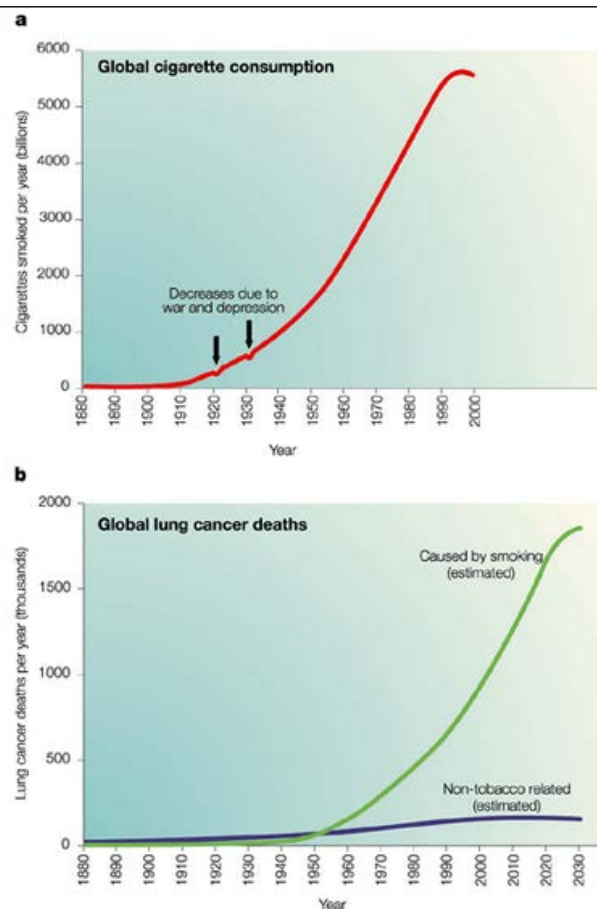 a
Global cigarette consumption
Cigarettes smoked per year (billions)
6000
5000
4000
3000
2000
1000
0
Decreases due to
war and depression
1880
1890
1900
1910
1920
1930
1940
1950
1960
1970
1980
1990
2000
Year
b
Global lung cancer deaths
Lung cancer deaths per year (thousands)
2000
1500
1000
500
0
Caused by smoking
(estimated)
Non-tobacco related
(estimated)
1880
1890
1900
1910
1920
1930
1940
1950
1960
1970
1980
1990
2000
2010
2020
2030
Year